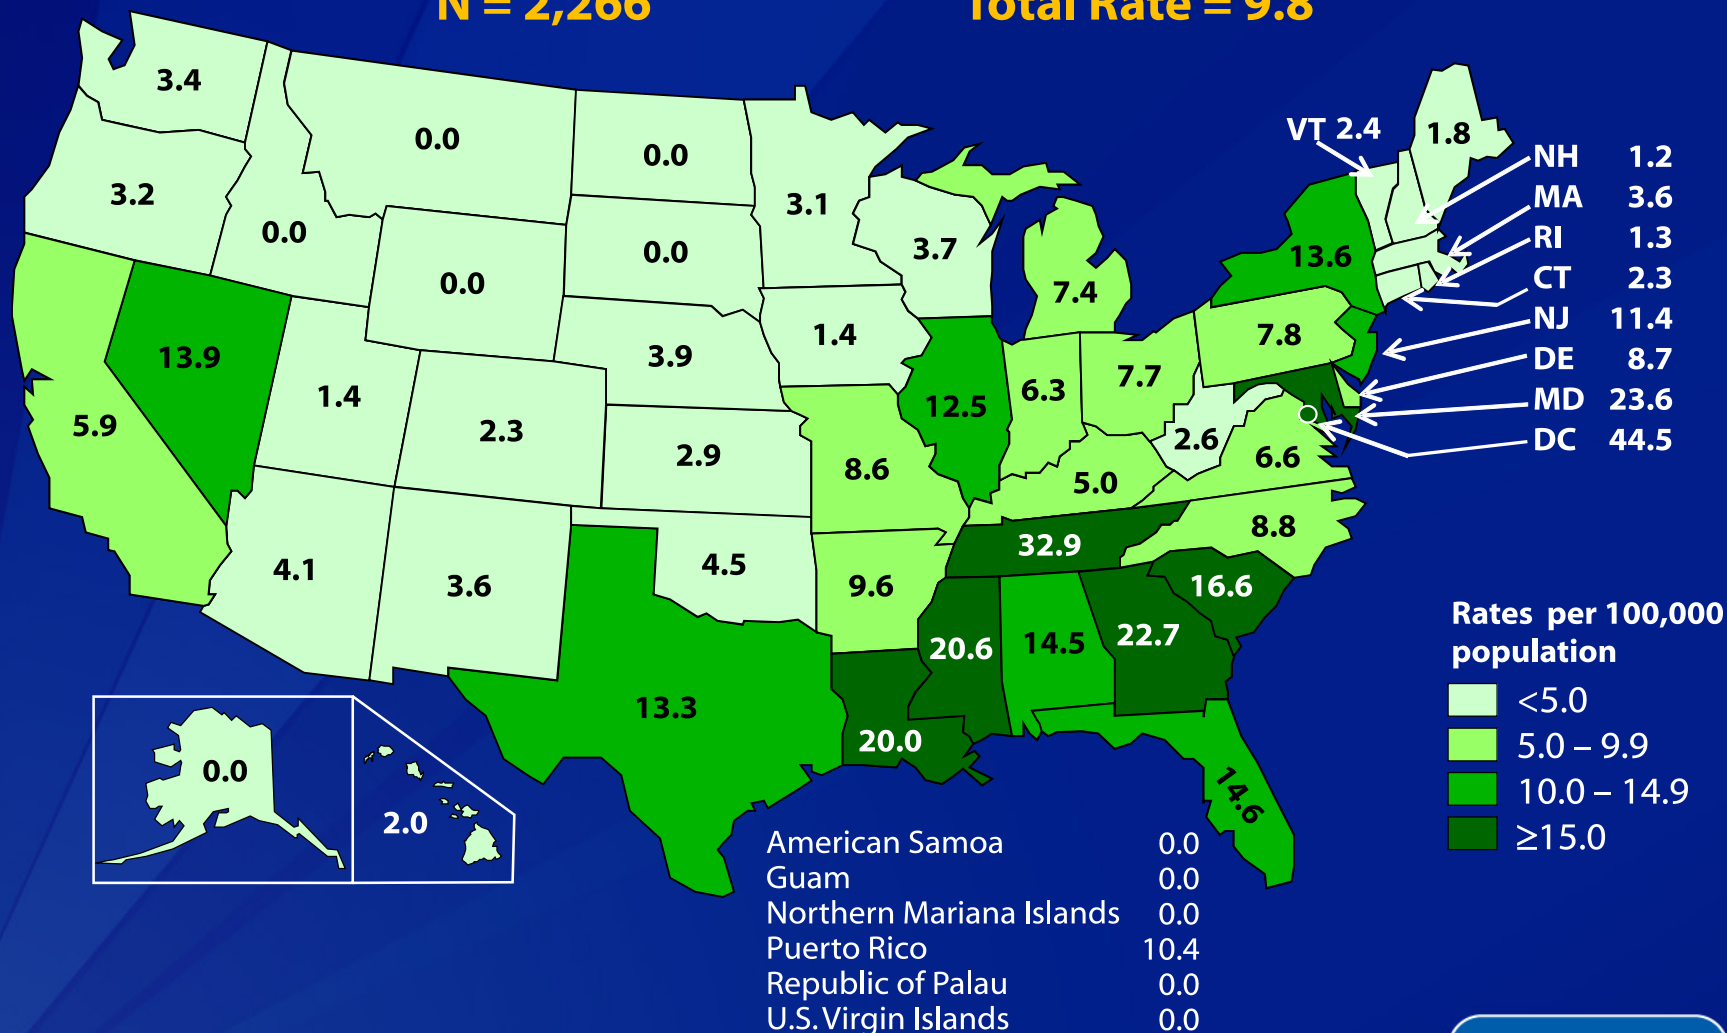 N = 2,266
Total Rate = 9.8
3.4
3.2
0.0
0.0
0.0
0.0
0.0
3.1
3.7
7.4
VT 2.4
1.8
NH 1.2
MA 3.6
RI 1.3
CT 2.3
NJ 11.4
DE 8.7
MD 23.6
DC 44.5
13.6
7.8
5.9
13.9
1.4
2.3
3.9
1.4
12.5
6.3
7.7
2.6
6.6
2.9
8.6
5.0
8.8
4.1
3.6
4.5
9.6
32.9
16.6
13.3
20.0
20.6
14.5
22.7
14.6
0.0
2.0
Rates per 100,000
population
<5.0
5.0 – 9.9
10.0 – 14.9
≥15.0
American Samoa 0.0
Guam 0.0
Northern Mariana Islands 0.0
Puerto Rico 10.4
Republic of Palau 0.0
U.S. Virgin Islands 0.0